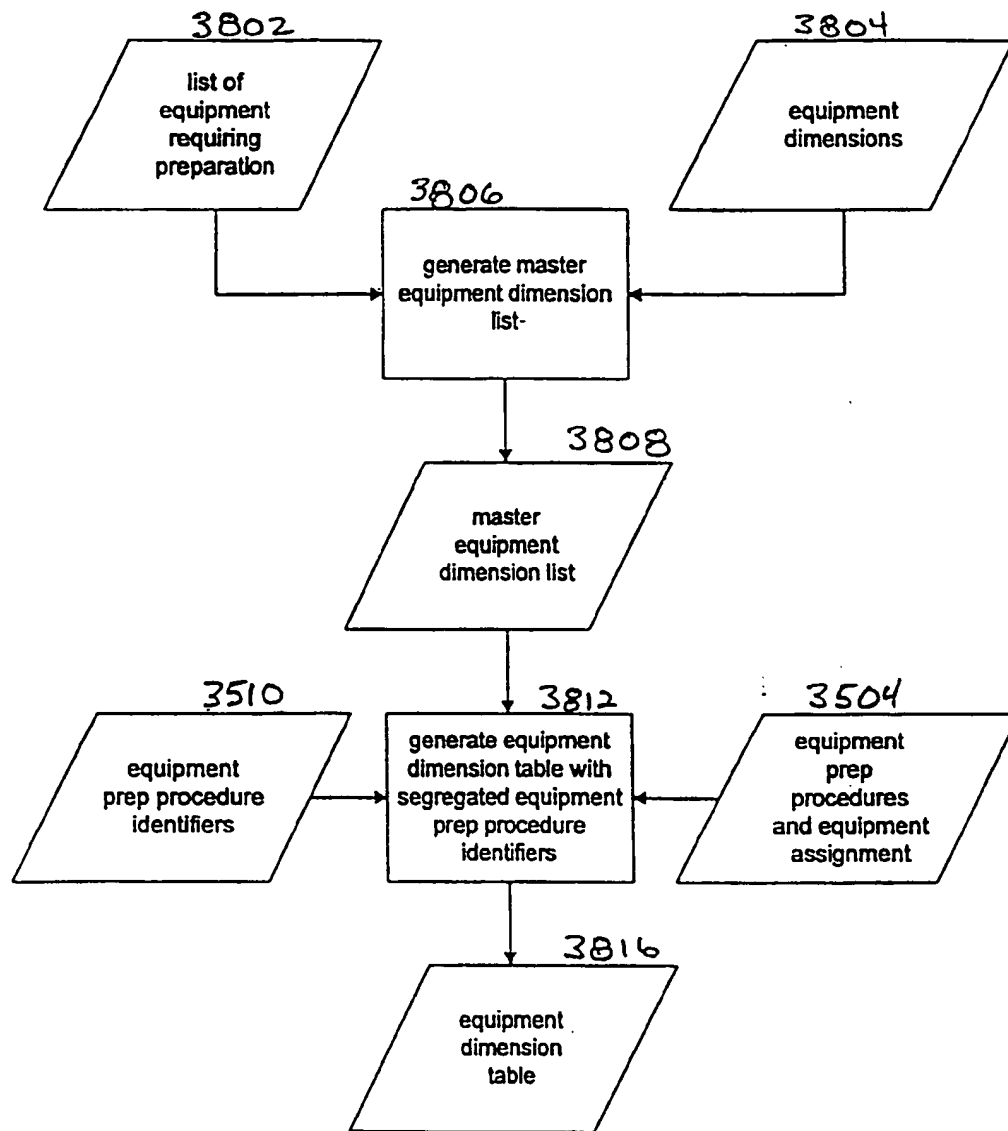 3802
list of
equipment
requiring
preparation
3804
equipment
dimensions
3806
generate master
equipment dimension
list-
3808
master
equipment
dimension list
3510
equipment
prep procedure
identifiers
3812
generate equipment
dimension table with
segregated equipment
prep procedure
identifiers
3504
equipment
prep
procedures
and equipment
assignment
3816
equipment
dimension
table